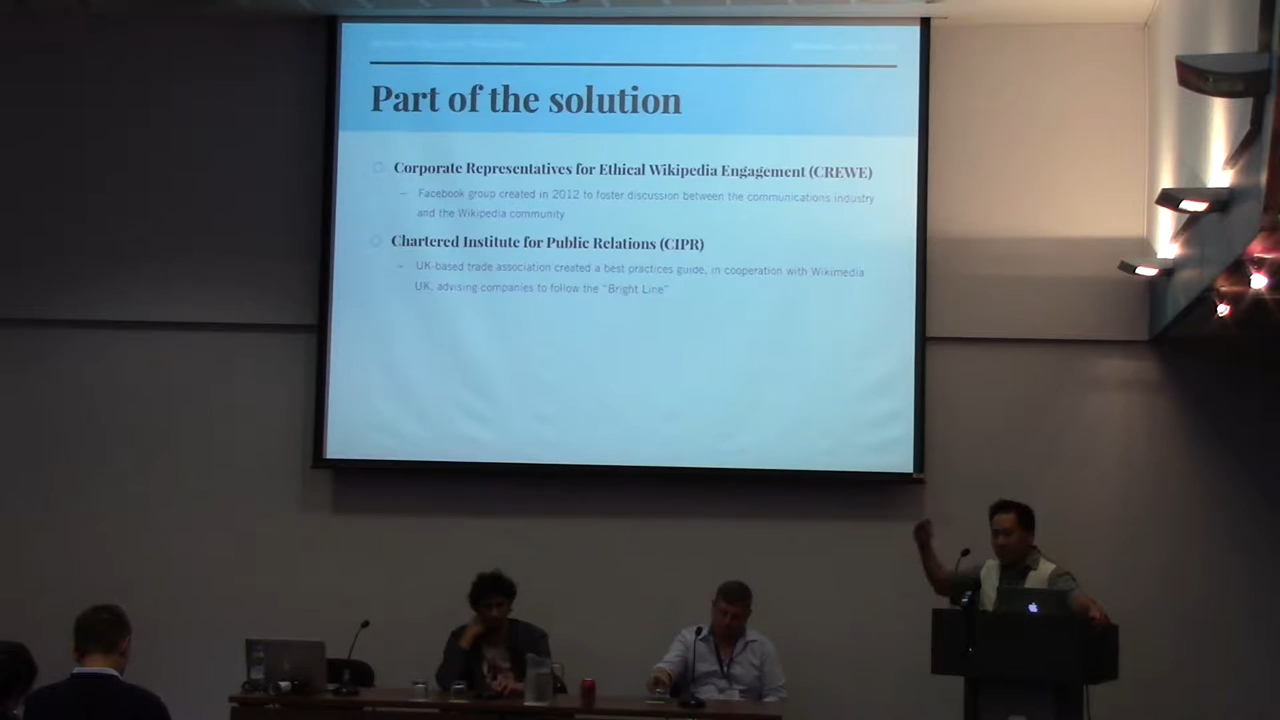 Part of the solution
Corporate Representatives for Ethical Wikipedia Engagement (CREWE)
– Facebook group created in 2012 to foster discussion between the communications industry
and the Wikipedia community
Chartered Institute for Public Relations (CIPR)
– UK-based trade association created a best practices guide, in cooperation with Wikimedia
UK, advising companies to follow the "Bright Line"